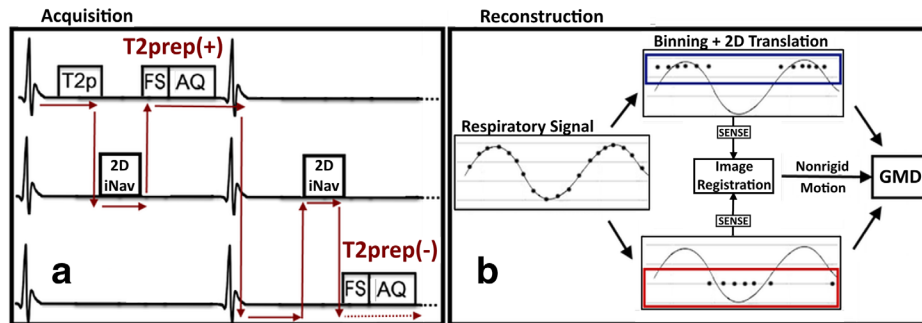 Acquisition
T2prep(+)
T2p
FS
AQ
2D
iNav
2D
iNav
T2prep(-)
FS
AQ
a
Reconstruction
Binning + 2D Translation
Respiratory Signal
SENSE
Image
Registration
Nonrigid
Motion
GMD
SENSE
b